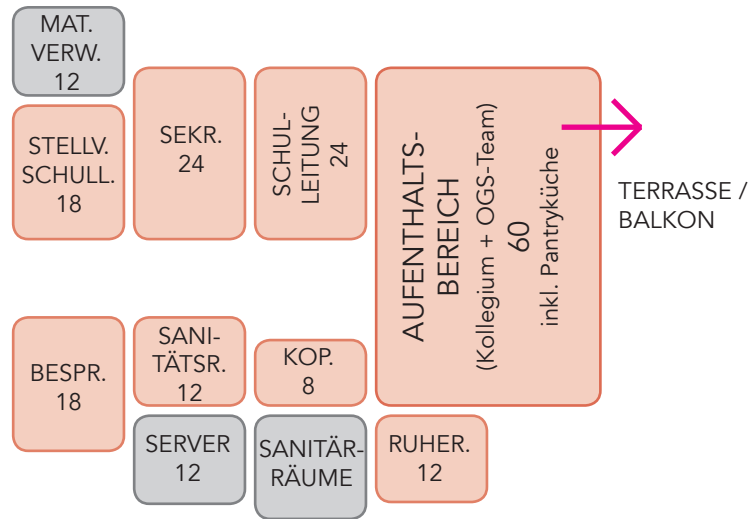 MAT.
VERW.
12
STELLV.
SCHULL.
18
SEKR.
24
SCHUL-
LEITUNG
24
AUFENTHALTS-
BEREICH
(Kollegium + OGS-Team)
60
inkl. Pantryküche
TERRASSE /
BALKON
BESPR.
18
SANI-
TÄTSR.
12
KOP.
8
SERVER
12
SANITÄR-
RÄUME
RUHER.
12